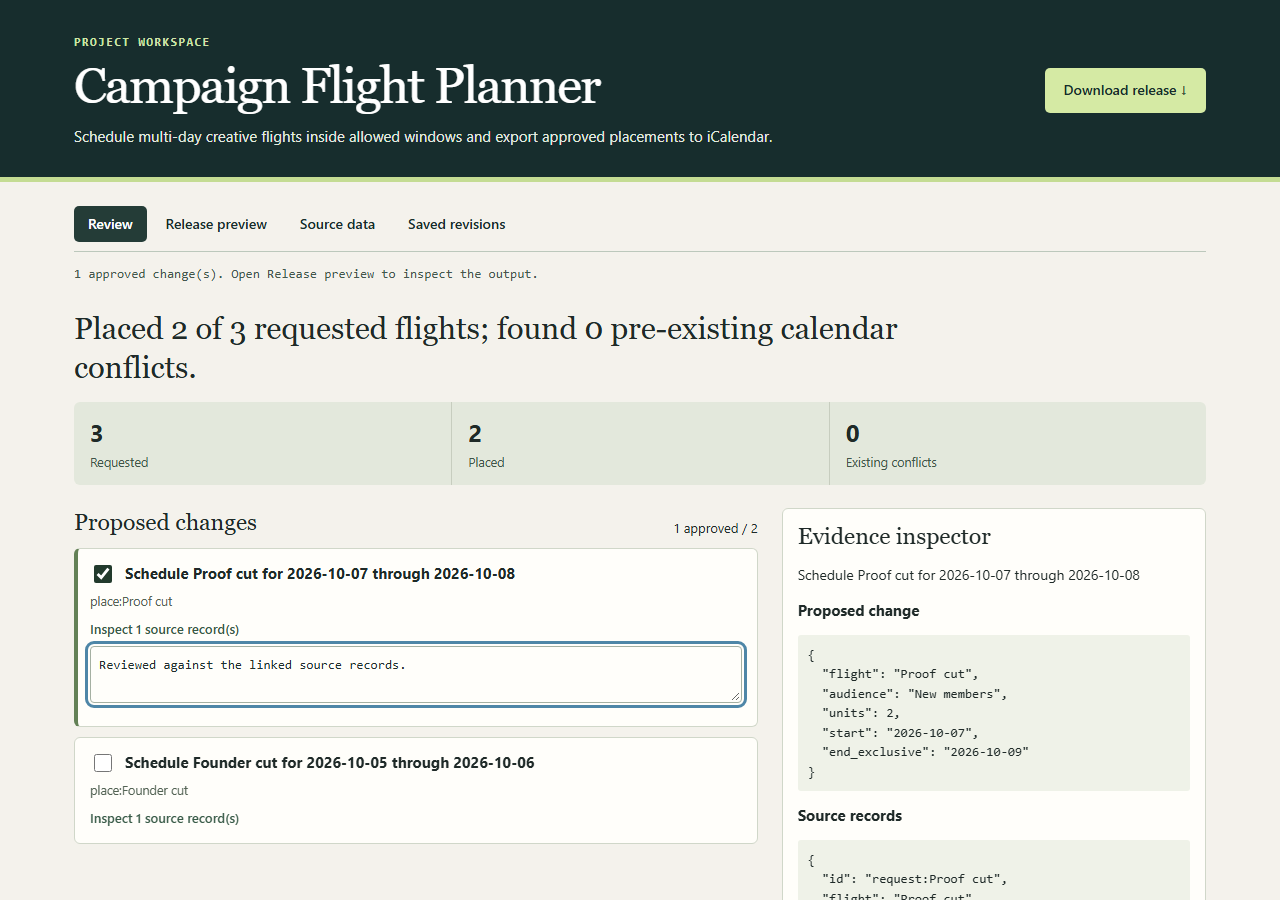 PROJECT WORKSPACE
Campaign Flight Planner
Schedule multi-day creative flights inside allowed windows and export approved placements to iCalendar.
Download release ↓
Review
Release preview
Source data
Saved revisions
1 approved change(s). Open Release preview to inspect the output.
Placed 2 of 3 requested flights; found 0 pre-existing calendar
conflicts.
3
Requested
2
Placed
0
Existing conflicts
Proposed changes
1 approved / 2
Schedule Proof cut for 2026-10-07 through 2026-10-08
place:Proof cut
Inspect 1 source record(s)
Reviewed against the linked source records.
Schedule Founder cut for 2026-10-05 through 2026-10-06
place:Founder cut
Inspect 1 source record(s)
Evidence inspector
Schedule Proof cut for 2026-10-07 through 2026-10-08
Proposed change
{
"flight": "Proof cut",
"audience": "New members",
"units": 2,
"start": "2026-10-07",
"end_exclusive": "2026-10-09"
}
Source records
{
"id": "request:Proof cut",
"flight": "Proof cut"